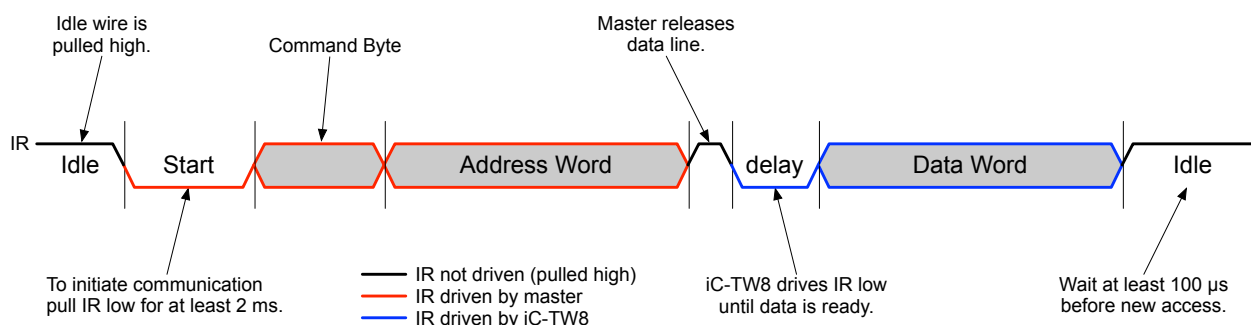 Idle wire is
pulled high.
Command Byte
Master releases
data line.
IR
Idle
Start
Address Word
delay
Data Word
Idle
To initiate communication
pull IR low for at least 2 ms.
IR not driven (pulled high)
IR driven by master
IR driven by iC-TW8
iC-TW8 drives IR low
until data is ready.
Wait at least 100 µs
before new access.